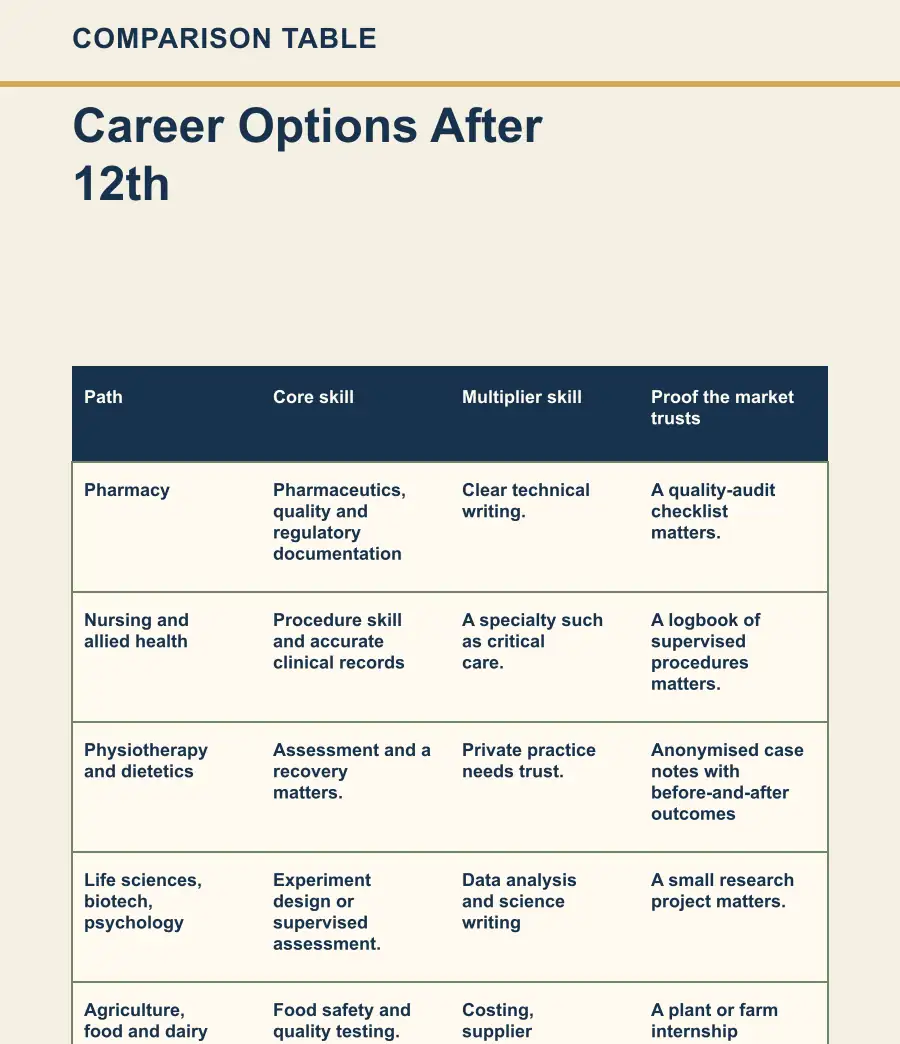 COMPARISON TABLE
Career Options After
12th
Path
Core skill
Multiplier skill
Proof the market
trusts
Pharmacy
Pharmaceutics,
quality and
regulatory
documentation
Clear technical
writing.
A quality-audit
checklist
matters.
Nursing and
allied health
Procedure skill
and accurate
clinical records
A specialty such
as critical
care.
A logbook of
supervised
procedures
matters.
Physiotherapy
and dietetics
Assessment and a
recovery
matters.
Private practice
needs trust.
Anonymised case
notes with
before-and-after
outcomes
Life sciences,
biotech,
psychology
Experiment
design or
supervised
assessment.
Data analysis
and science
writing
A small research
project matters.
Agriculture,
food and dairy
Food safety and
quality testing.
Costing,
supplier
A plant or farm
internship